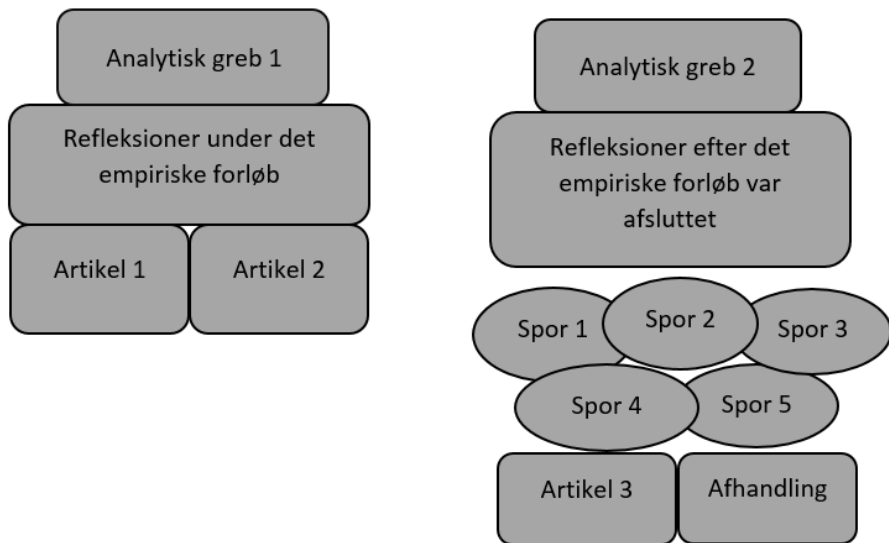 Analytisk greb 1
Refleksioner under det
empiriske forløb
Artikel 1
Artikel 2
Analytisk greb 2
Refleksioner efter det
empiriske forløb var
afsluttet
Spor 1
Spor 2
Spor 3
Spor 4
Spor 5
Artikel 3
Afhandling